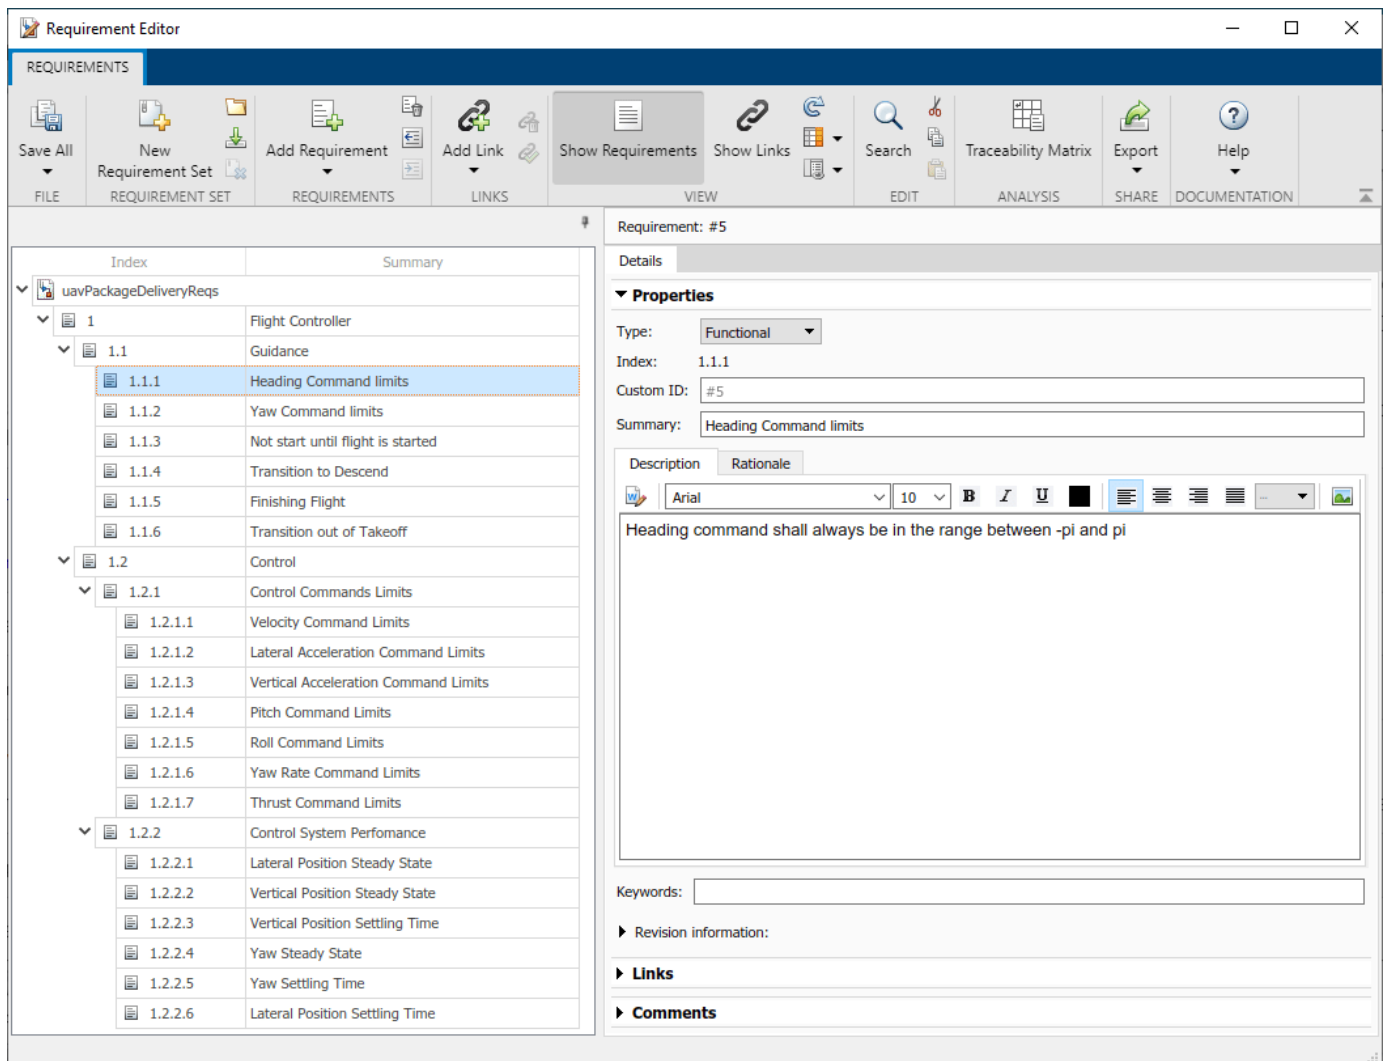 Requirement Editor
REQUIREMENTS
Save All
New
Requirement Set
Add Requirement
Add Link
Show Requirements
Show Links
Search
Traceability Matrix
Export
Help
FILE
REQUIREMENT SET
REQUIREMENTS
LINKS
VIEW
EDIT
ANALYSIS
SHARE
DOCUMENTATION
Index Summary
uavPackageDeliveryReqs
1 Flight Controller
1.1 Guidance
1.1.1 Heading Command limits
1.1.2 Yaw Command limits
1.1.3 Not start until flight is started
1.1.4 Transition to Descend
1.1.5 Finishing Flight
1.1.6 Transition out of Takeoff
1.2 Control
1.2.1 Control Commands Limits
1.2.1.1 Velocity Command Limits
1.2.1.2 Lateral Acceleration Command Limits
1.2.1.3 Vertical Acceleration Command Limits
1.2.1.4 Pitch Command Limits
1.2.1.5 Roll Command Limits
1.2.1.6 Yaw Rate Command Limits
1.2.1.7 Thrust Command Limits
1.2.2 Control System Perfomance
1.2.2.1 Lateral Position Steady State
1.2.2.2 Vertical Position Steady State
1.2.2.3 Vertical Position Settling Time
1.2.2.4 Yaw Steady State
1.2.2.5 Yaw Settling Time
1.2.2.6 Lateral Position Settling Time
Requirement: #5
Details
Properties
Type: Functional
Index: 1.1.1
Custom ID: #5
Summary: Heading Command limits
Description Rationale
Arial 10 B I U ...
Heading command shall always be in the range between -pi and pi
Keywords:
Revision information:
Links
Comments